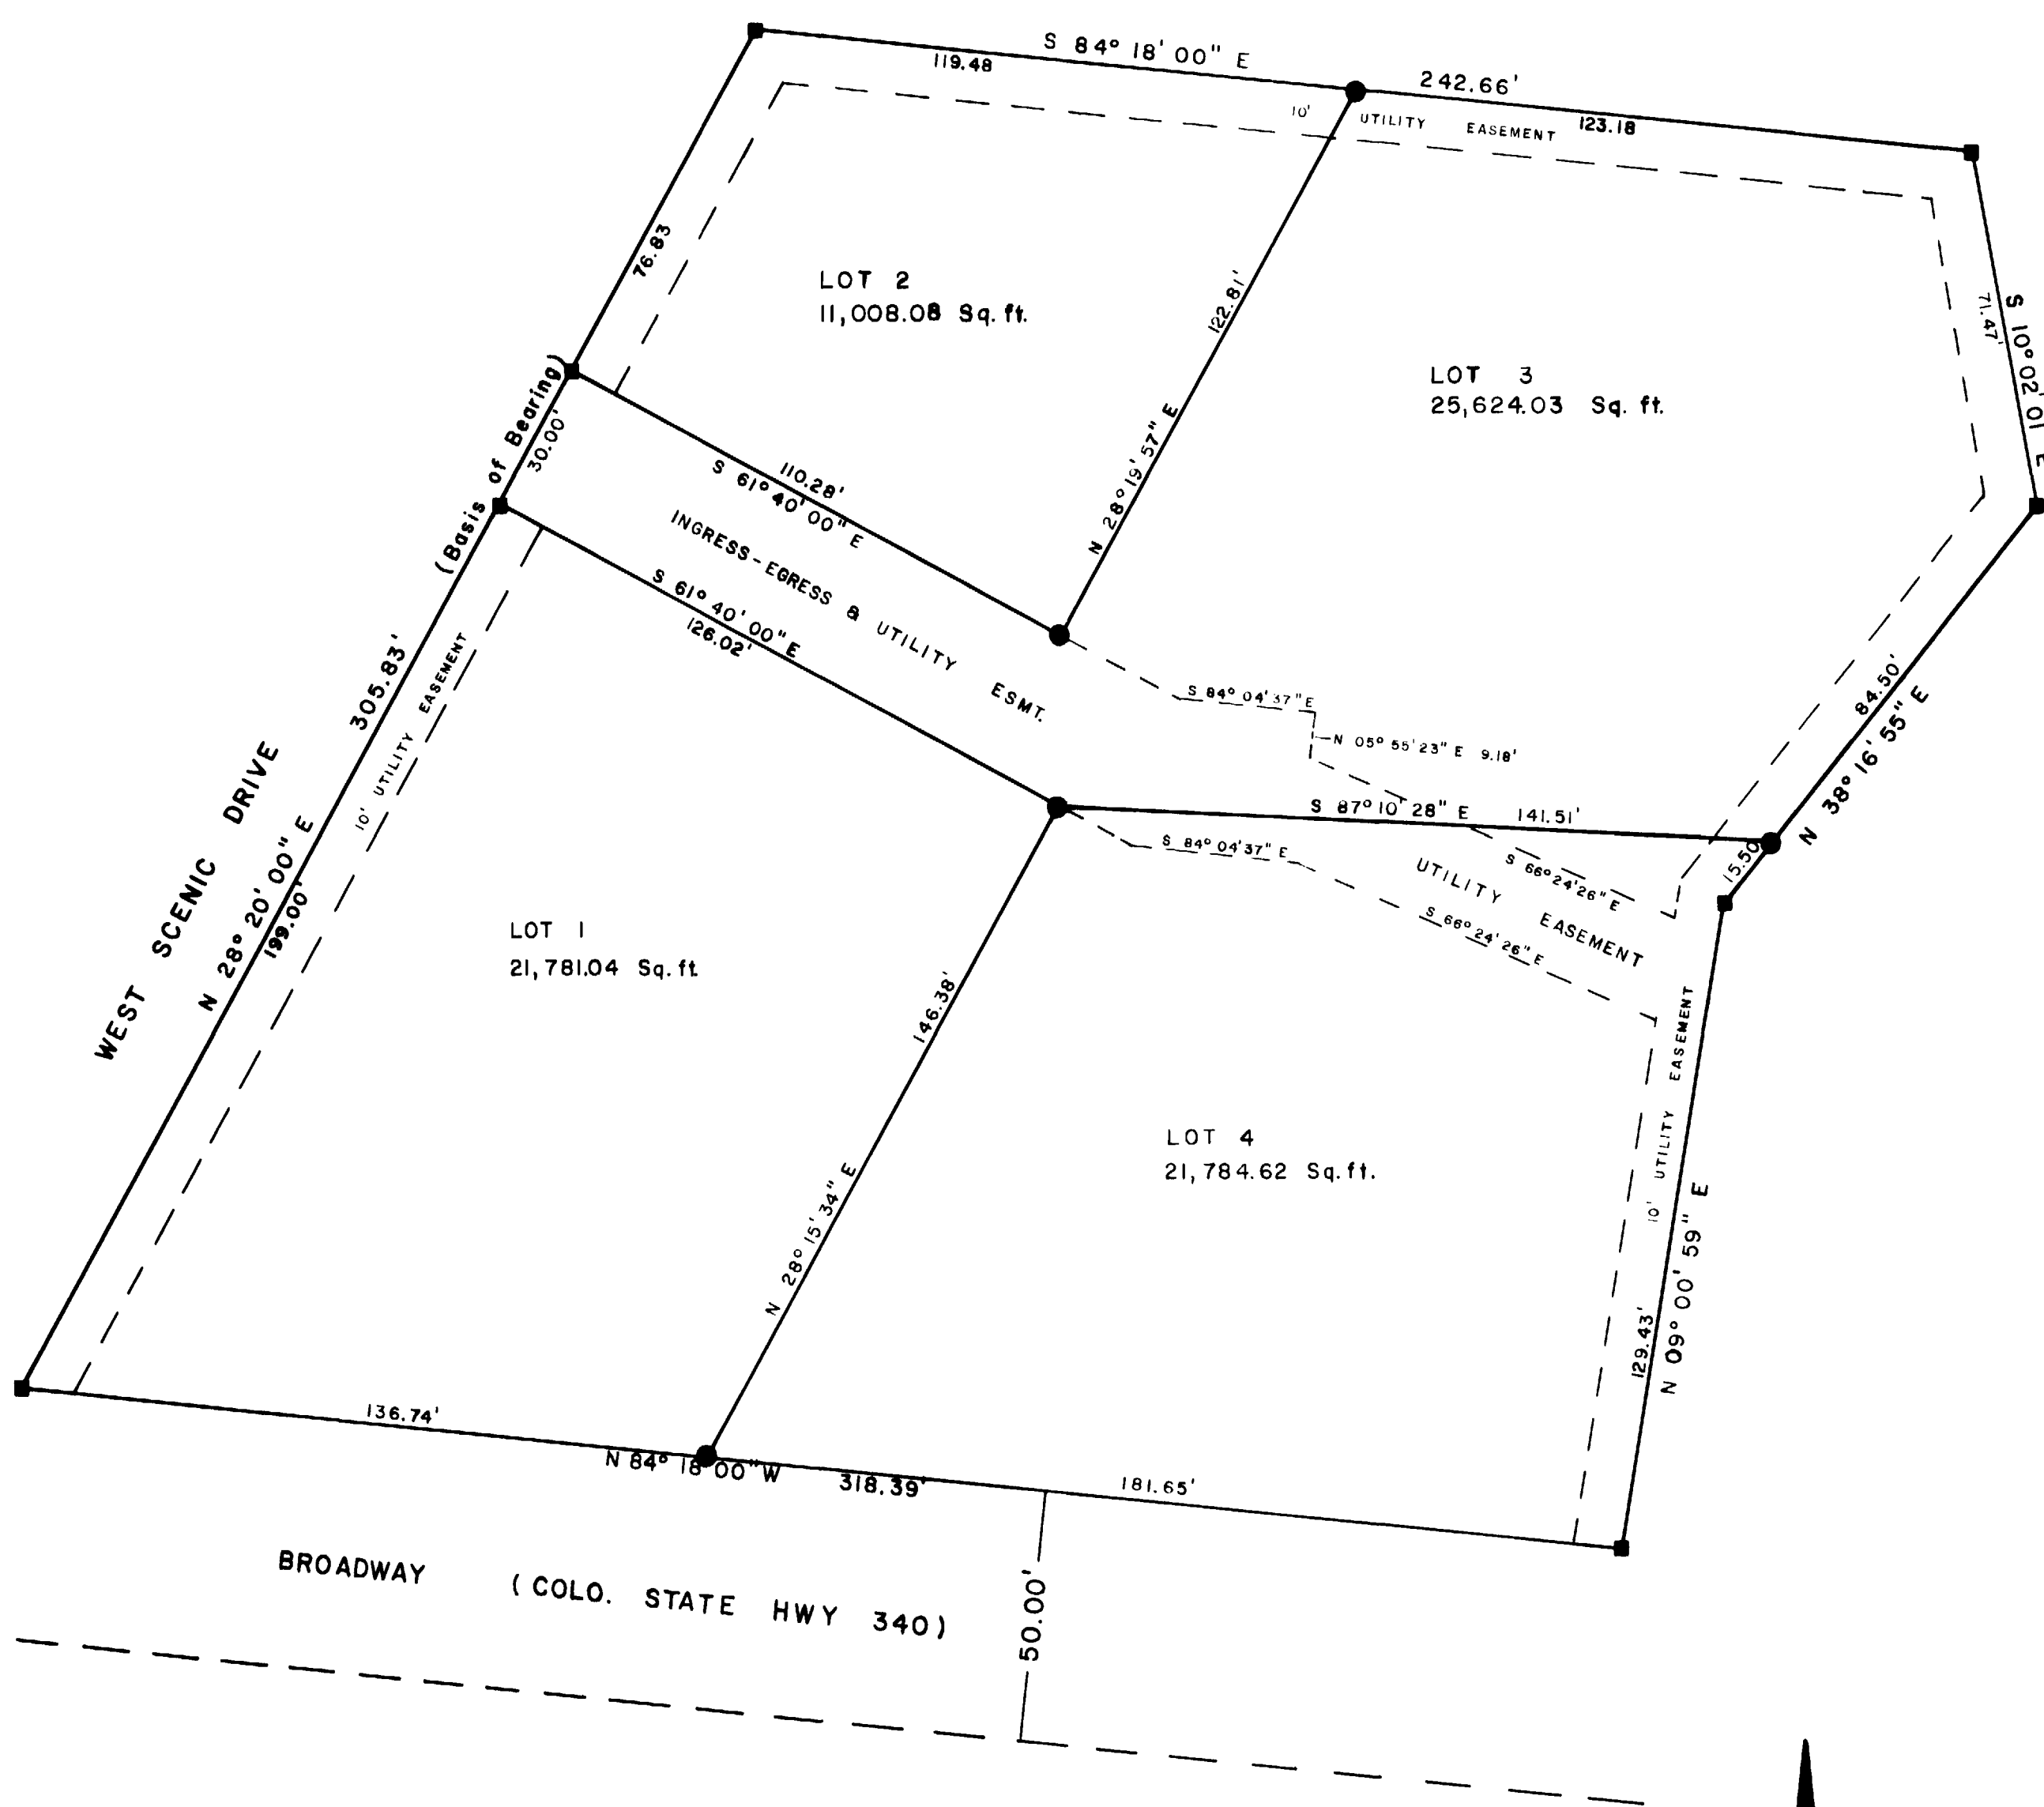 S 84° 18' 00" E
119.48
242.66'
10' UTILITY EASEMENT
123.18
76.83
LOT 2
11,008.08 Sq. ft.
122.81'
N 28° 19' 57" E
LOT 3
25,624.03 Sq. ft.
71.47'
S 10° 02' 01" E
(Basis of Bearing)
30.00'
110.28'
S 61° 40' 00" E
INGRESS-EGRESS & UTILITY ESMT.
S 61° 40' 00" E
126.02'
S 84° 04' 37" E
N 05° 55' 23" E 9.18'
84.50'
N 38° 16' 55" E
305.83'
10' UTILITY EASEMENT
WEST SCENIC DRIVE
N 28° 20' 00" E
199.00'
S 87° 10' 28" E 141.51'
S 84° 04' 37" E
15.50
S 66° 24' 26" E
UTILITY EASEMENT
S 66° 24' 26" E
LOT 1
21,781.04 Sq. ft.
146.38'
N 28° 15' 34" E
LOT 4
21,784.62 Sq. ft.
10' UTILITY EASEMENT
129.43'
N 09° 00' 59" E
136.74'
N 84° 18' 00" W
318.39'
181.65'
BROADWAY (COLO. STATE HWY 340)
50.00'